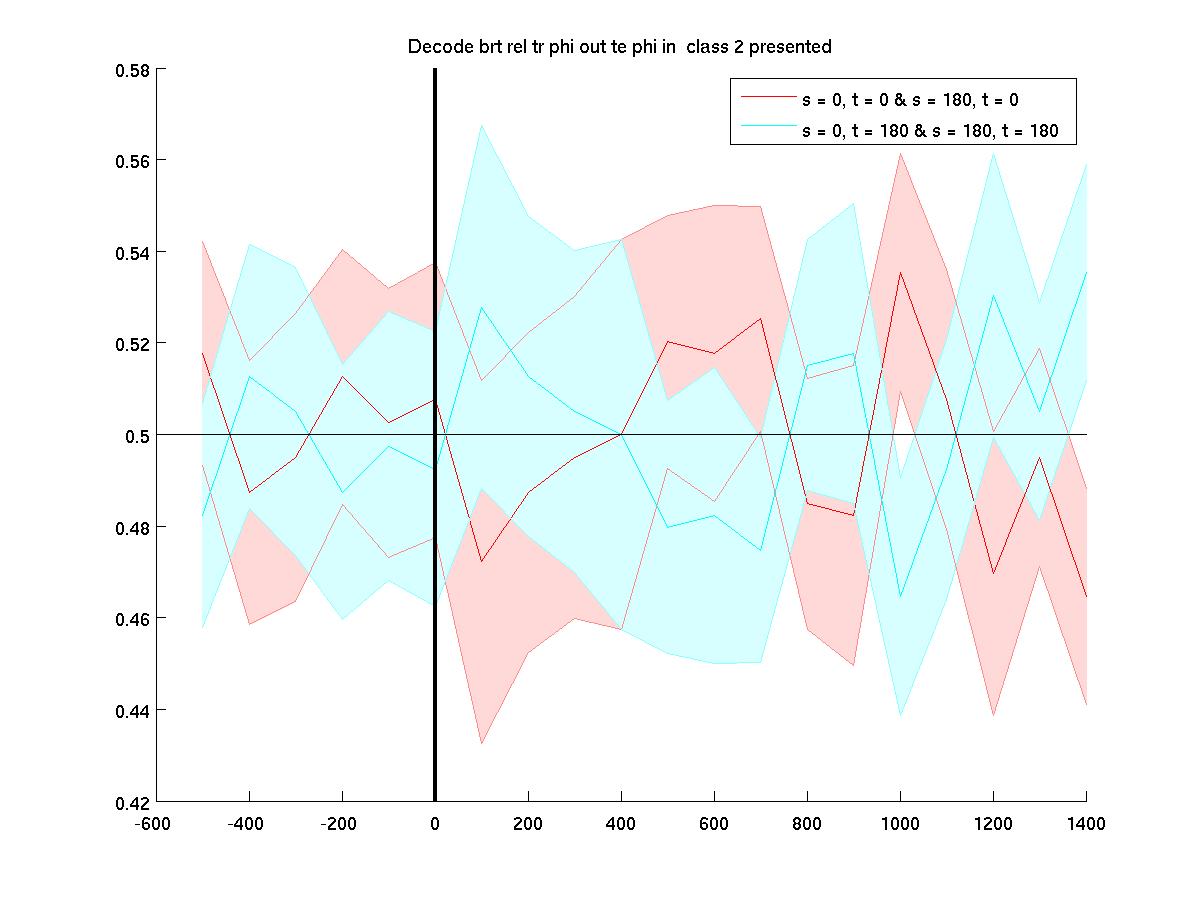 Decode brt rel tr phi out te phi in  class 2 presented
s = 0, t = 0 & s = 180, t = 0
s = 0, t = 180 & s = 180, t = 180
0.58
0.56
0.54
0.52
0.5
0.48
0.46
0.44
0.42
-600 -400 -200 0 200 400 600 800 1000 1200 1400